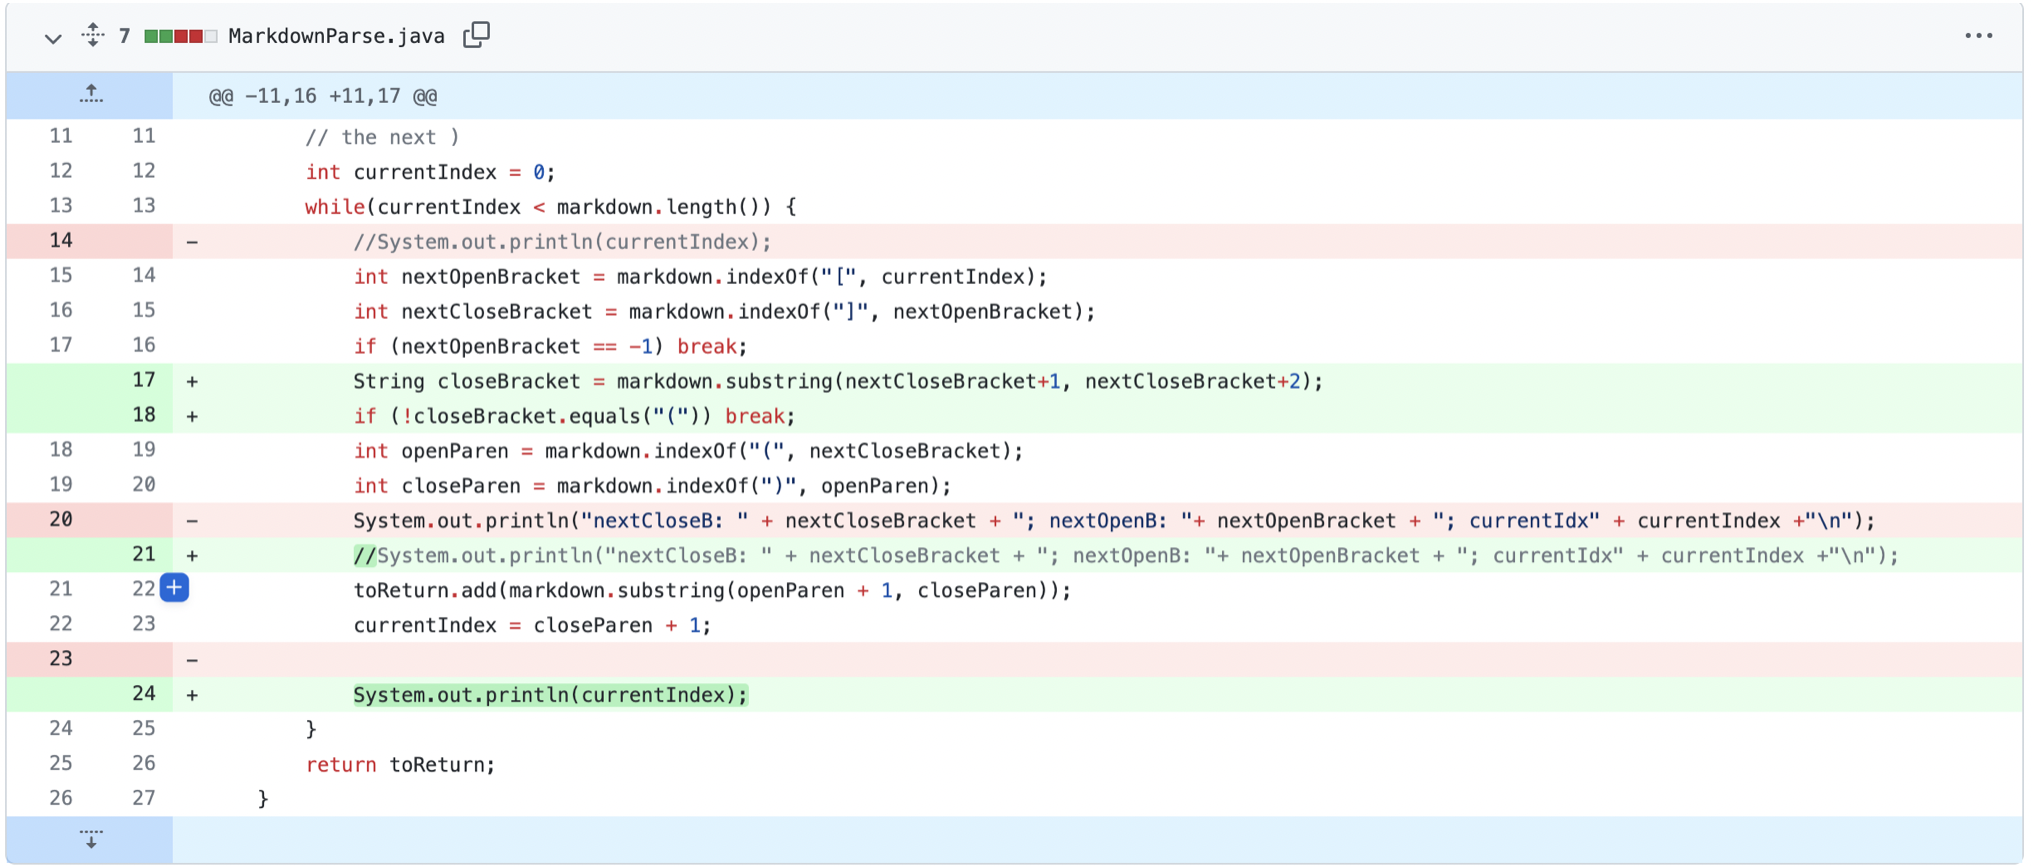 7 MarkdownParse.java ...
@@ -11,16 +11,17 @@
11 11 // the next )
12 12 int currentIndex = 0;
13 13 while(currentIndex < markdown.length()) {
14 - //System.out.println(currentIndex);
15 14 int nextOpenBracket = markdown.indexOf("[", currentIndex);
16 15 int nextCloseBracket = markdown.indexOf("]", nextOpenBracket);
17 16 if (nextOpenBracket == -1) break;
17 + String closeBracket = markdown.substring(nextCloseBracket+1, nextCloseBracket+2);
18 + if (!closeBracket.equals("(")) break;
18 19 int openParen = markdown.indexOf("(", nextCloseBracket);
19 20 int closeParen = markdown.indexOf(")", openParen);
20 - System.out.println("nextCloseB: " + nextCloseBracket + "; nextOpenB: "+ nextOpenBracket + "; currentIdx" + currentIndex +"\n");
21 + //System.out.println("nextCloseB: " + nextCloseBracket + "; nextOpenB: "+ nextOpenBracket + "; currentIdx" + currentIndex +"\n");
21 22 + toReturn.add(markdown.substring(openParen + 1, closeParen));
22 23 currentIndex = closeParen + 1;
23 -
24 + System.out.println(currentIndex);
24 25 }
25 26 return toReturn;
26 27 }